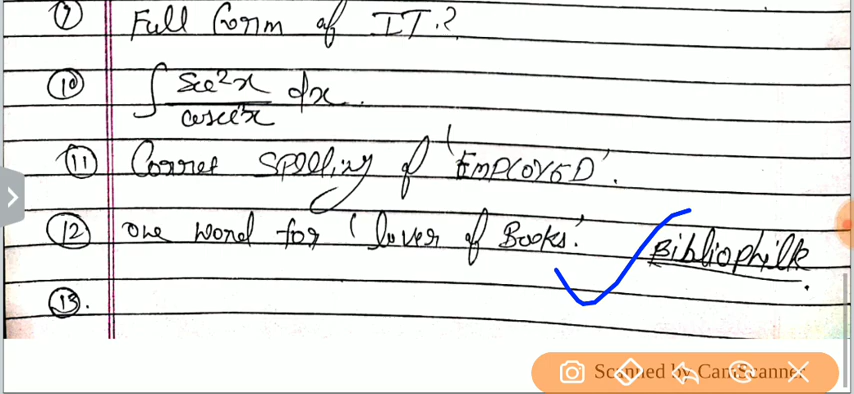 9 Full Form of IT.?
10 ∫ sec²x / cosec²x dx.
11 Correct spelling of 'EMPLOYED'.
12 one word for 'lover of Books'. Bibliophile.
13.
Scanned by CamScanner